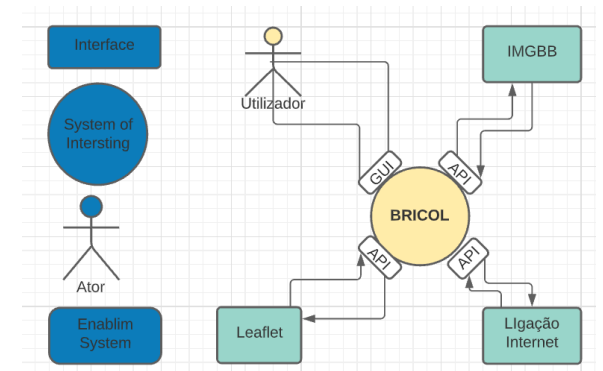 Interface
System of
Intersting
Ator
Enablim
System
Utilizador
IMGBB
GUI
API
BRICOL
API
API
Leaflet
LIgação
Internet